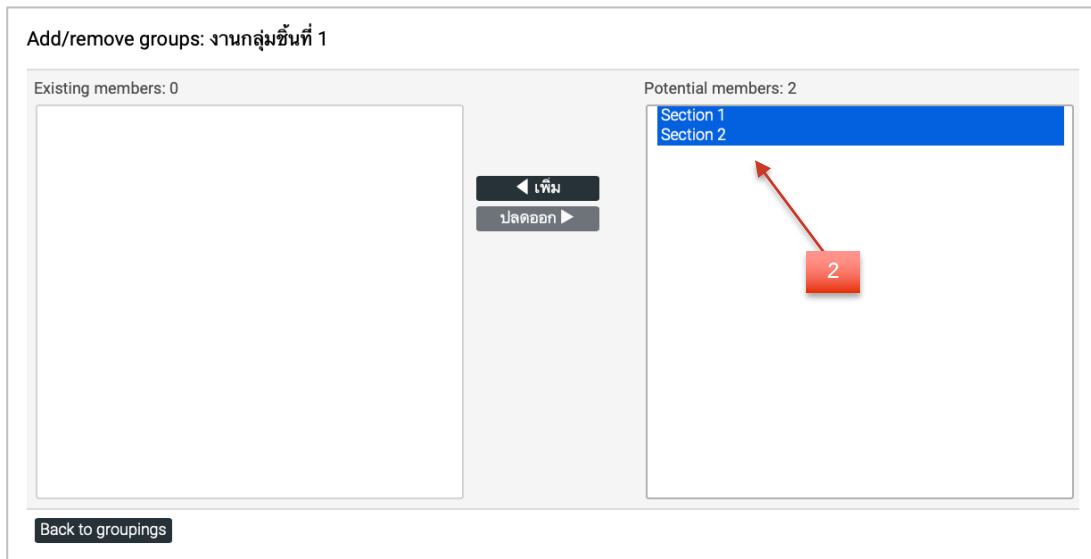 Add/remove groups: งานกลุ่มชิ้นที่ 1
Existing members: 0
Potential members: 2
Section 1
Section 2
◀ เพิ่ม
ปลดออก ▶
2
Back to groupings